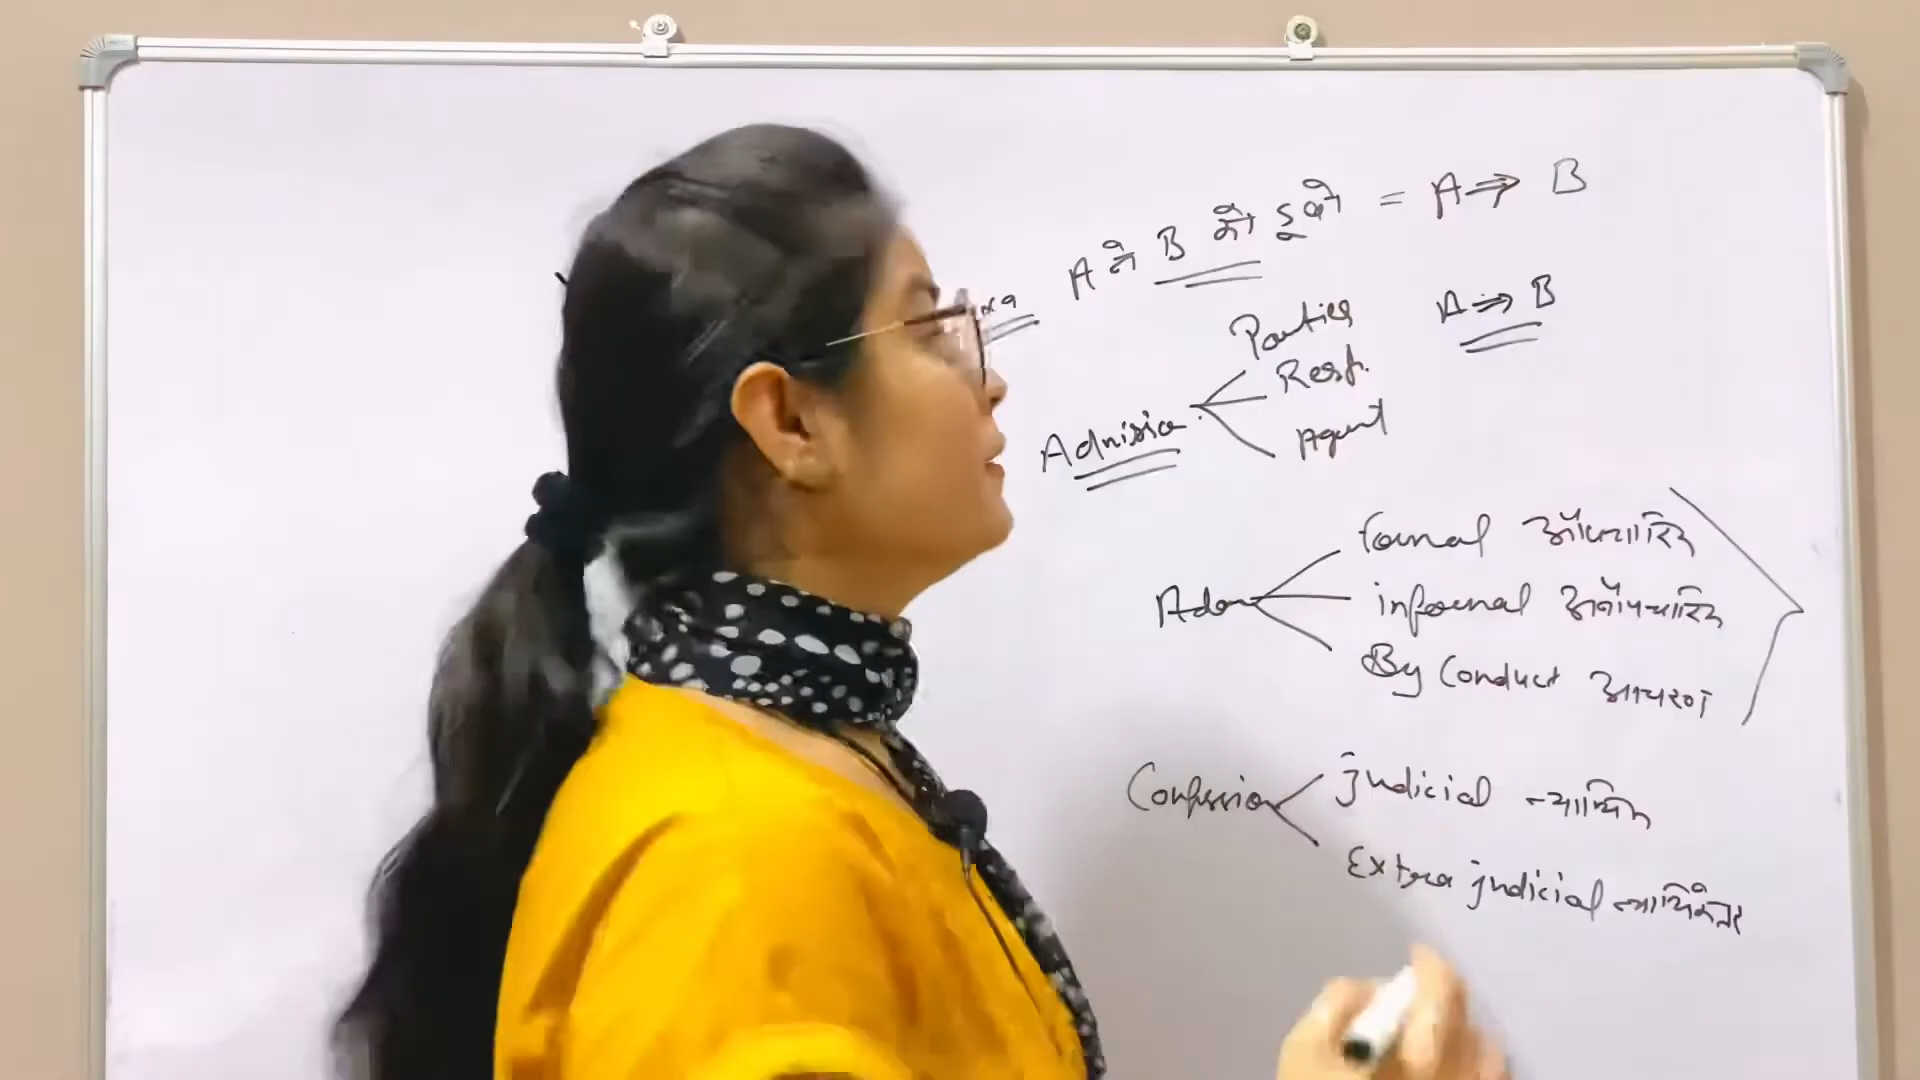 A ने B को = A ⇒ B
Parties A ⇒ B
Rest.
Admission Agent
formal औपचारिक
Adm informal अनौपचारिक
By Conduct आचरण
Confession judicial न्यायिक
Extra judicial न्यायिकेत्तर